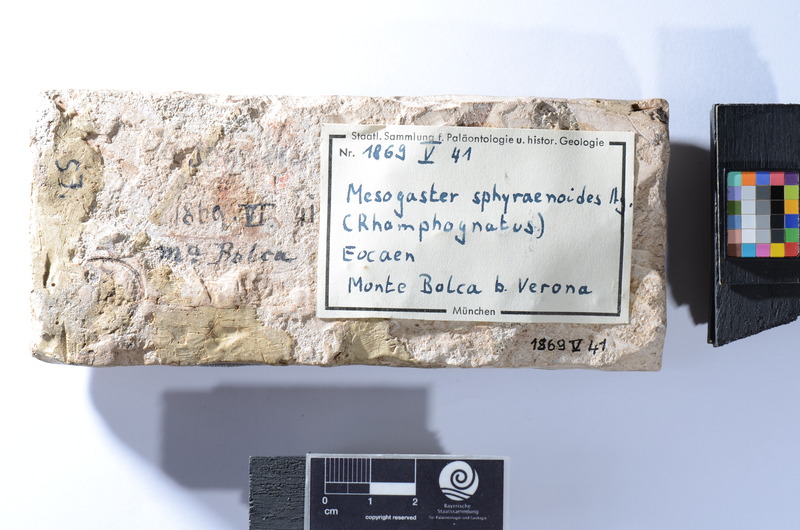 Staatl. Sammlung f. Paläontologie u. histor. Geologie
Nr. 1869 V 41
Mesogaster sphyraenoides Ag.
(Rhamphognatus)
Eocaen
Monte Bolca b. Verona
München
1869 V 41
1869. VI. 41
Bolca
0 1 2
cm
copyright reserved
Bayerische
Staatssammlung
für Paläontologie und Geologie